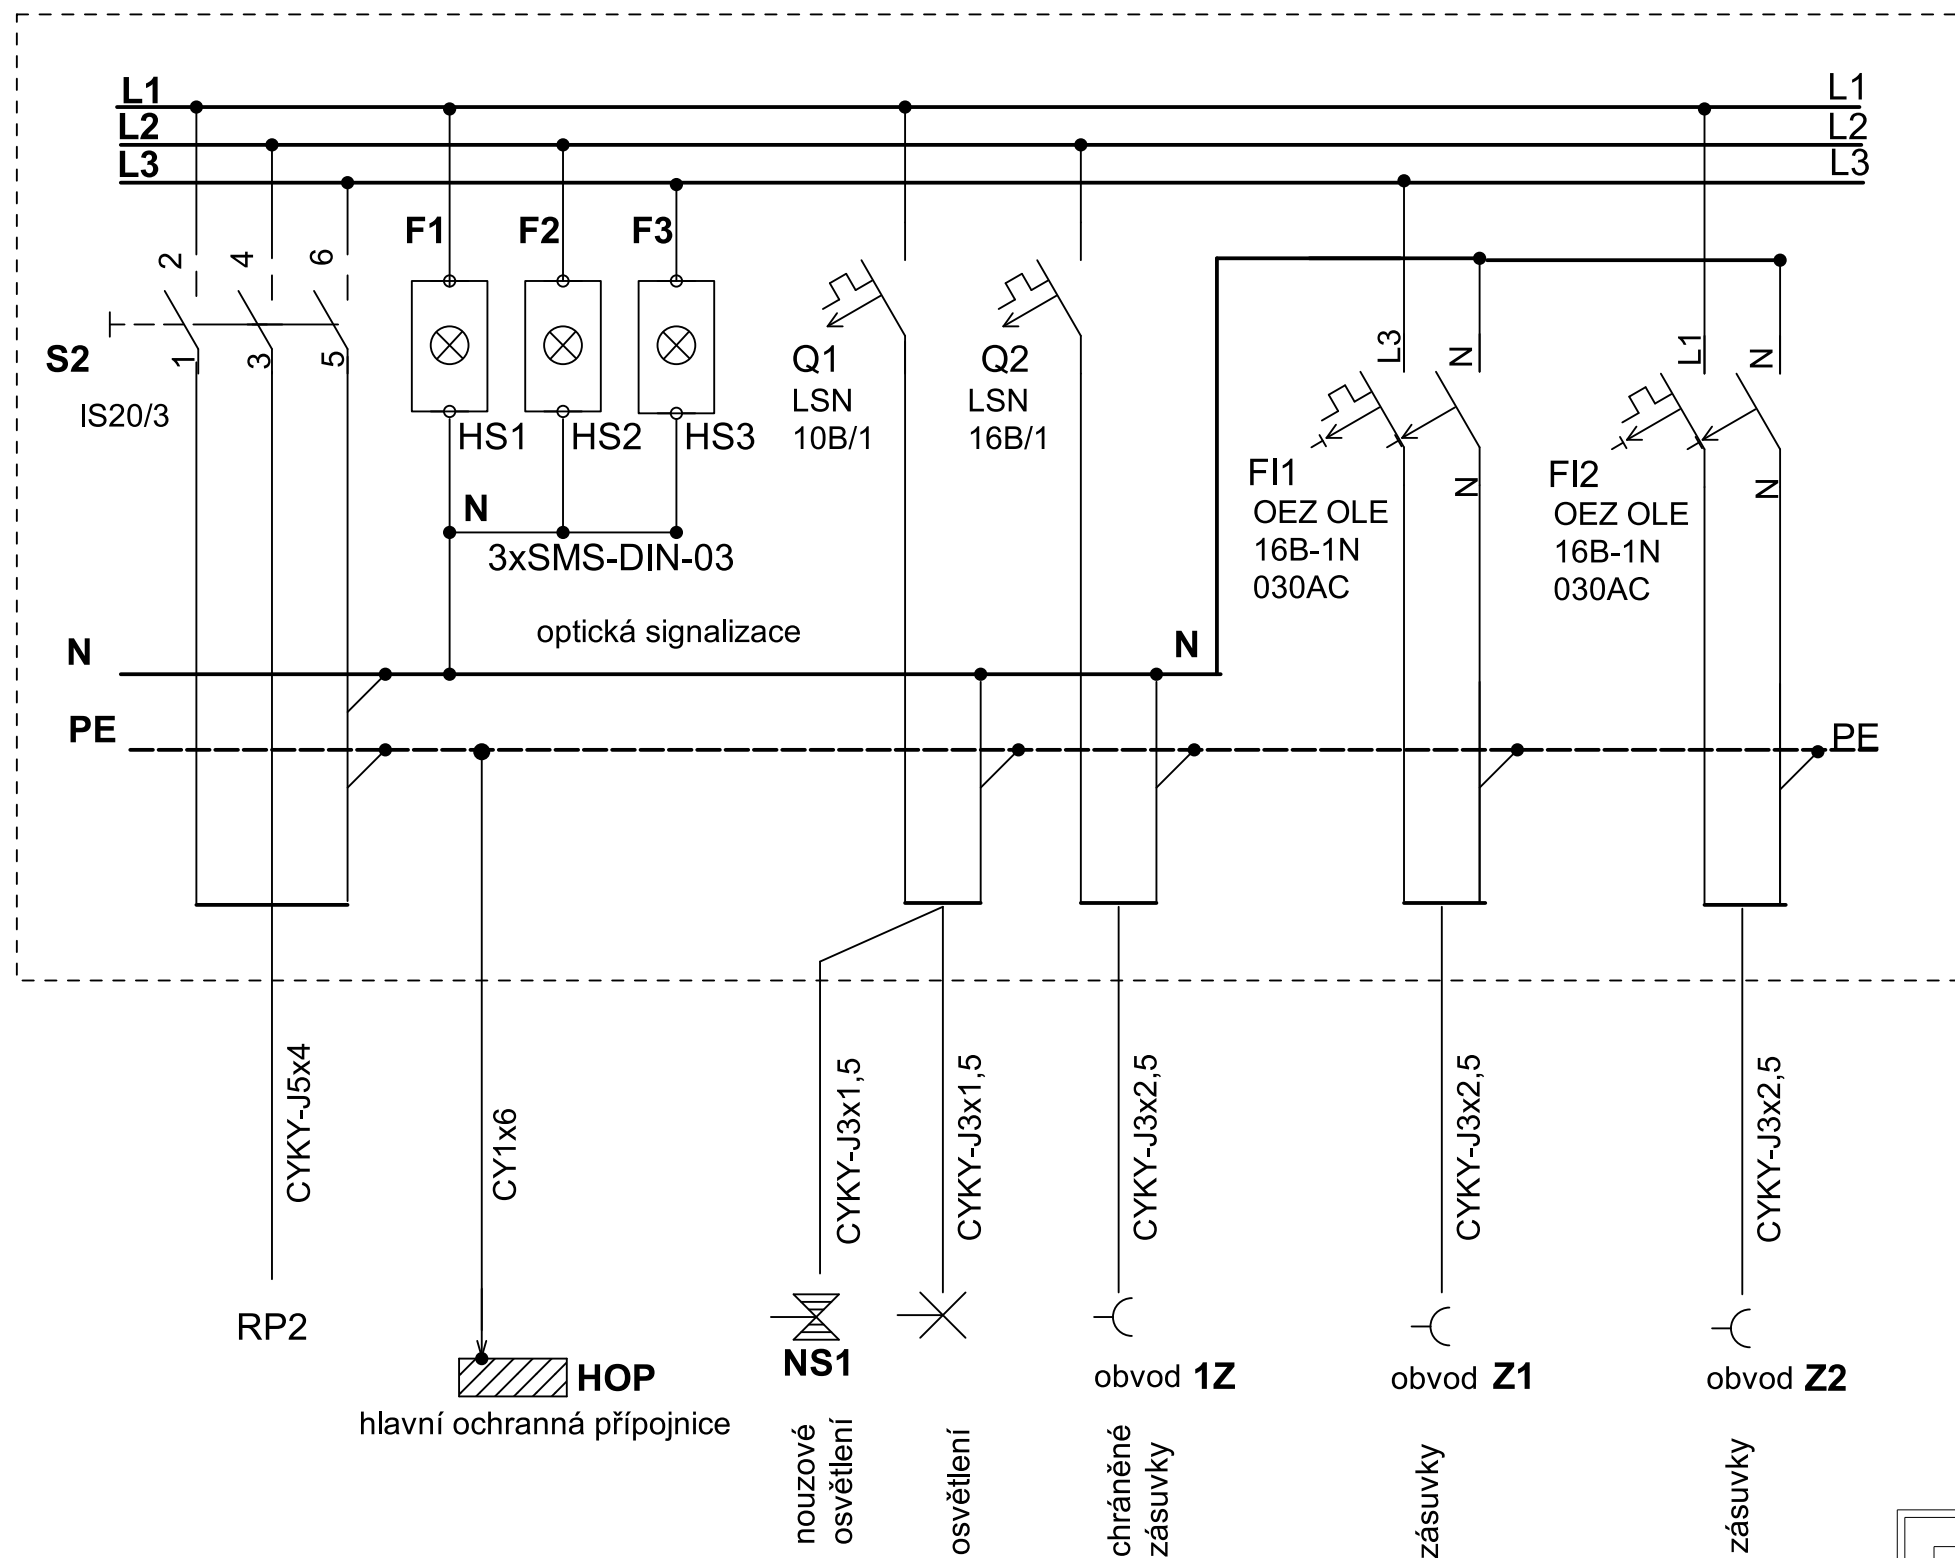 L1
L1
L2
L2
L3
L3
F1
F2
F3
2
4
6
S2
1
3
5
IS20/3
HS1
HS2
HS3
N
3xSMS-DIN-03
optická signalizace
Q1
LSN
10B/1
Q2
LSN
16B/1
L3
N
FI1
OEZ OLE
16B-1N
030AC
N
L1
N
FI2
OEZ OLE
16B-1N
030AC
N
N
N
PE
PE
CYKY-J5x4
CY1x6
CYKY-J3x1,5
CYKY-J3x1,5
CYKY-J3x2,5
CYKY-J3x2,5
CYKY-J3x2,5
RP2
HOP
hlavní ochranná přípojnice
NS1
nouzové
osvětlení
osvětlení
obvod 1Z
chráněné
zásuvky
obvod Z1
zásuvky
obvod Z2
zásuvky